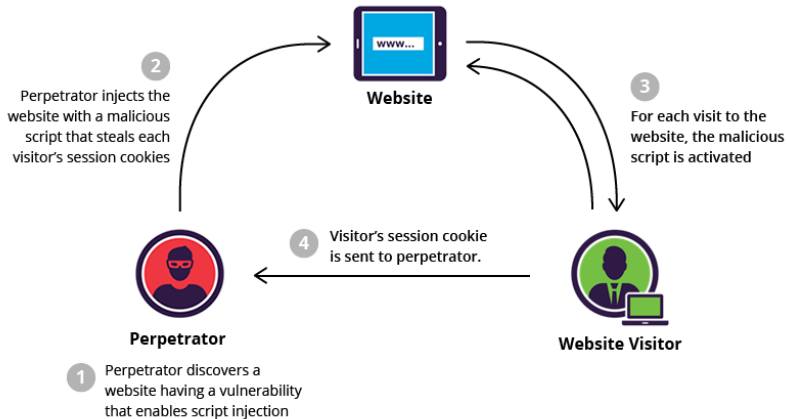 www...
Website
2
Perpetrator injects the
website with a malicious
script that steals each
visitor's session cookies
3
For each visit to the
website, the malicious
script is activated
4
Visitor's session cookie
is sent to perpetrator.
Perpetrator
Website Visitor
1
Perpetrator discovers a
website having a vulnerability
that enables script injection